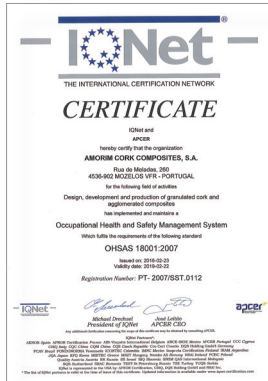 IQNet
®
THE INTERNATIONAL CERTIFICATION NETWORK
CERTIFICATE
IQNet and
APCER
hereby certify that the organization
AMORIM CORK COMPOSITES, S.A.
Rua de Meladas, 260
4536-902 MOZELOS VFR - PORTUGAL
for the following field of activities
Design, development and production of granulated cork and
agglomerated composites
has implemented and maintains a
Occupational Health and Safety Management System
Which fulfils the requirements of the following standard
OHSAS 18001:2007
Issued on: 2016-02-23
Validity date: 2019-02-22
Registration Number: PT- 2007/SST.0112
IQNet
apcer
Michael Drechsel
President of IQNet
José Leitão
APCER CEO